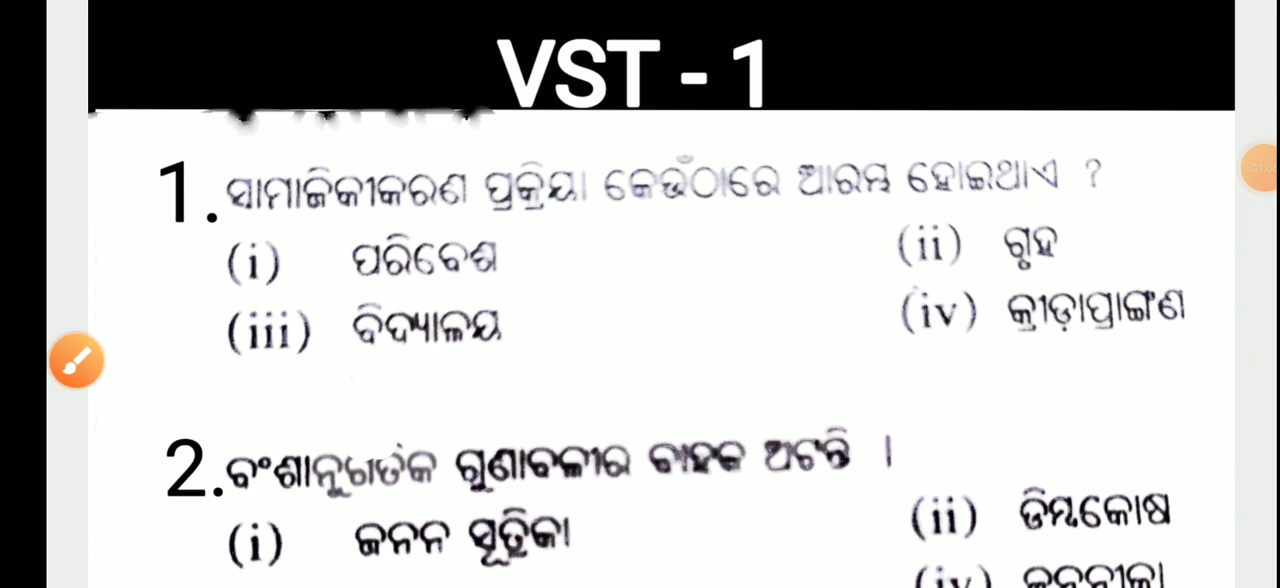 VST - 1
1. ସାମାଜିକୀକରଣ ପ୍ରକ୍ରିୟା କେଉଁଠାରେ ଆରମ୍ଭ ହୋଇଥାଏ ?
(i) ପରିବେଶ (ii) ଗୃହ
(iii) ବିଦ୍ୟାଳୟ (iv) କ୍ରୀଡ଼ାପ୍ରାଙ୍ଗଣ
2. ବଂଶାନୁଗତିକ ଗୁଣାବଳୀର ବାହକ ଅଟନ୍ତି ।
(i) ଜନନ ସୂତ୍ରିକା (ii) ଡିମ୍ବକୋଷ
(iv)